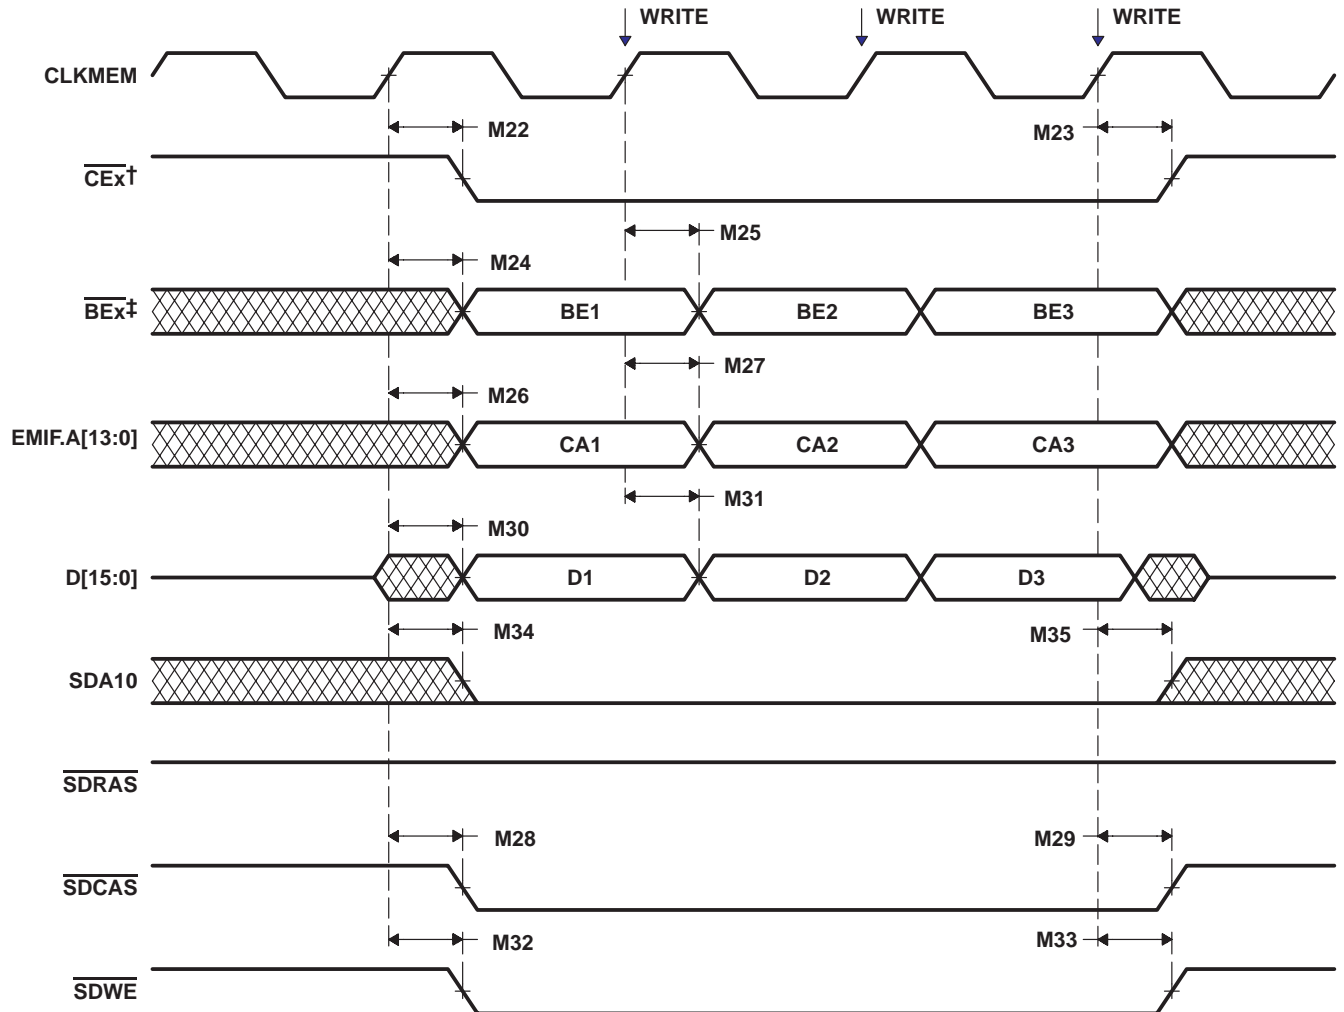 WRITE WRITE WRITE
CLKMEM
M22 M23
CEx†
M25
M24
BEx‡ BE1 BE2 BE3
M27
M26
EMIF.A[13:0] CA1 CA2 CA3
M31
M30
D[15:0] D1 D2 D3
M34 M35
SDA10
SDRAS
M28 M29
SDCAS
M32 M33
SDWE